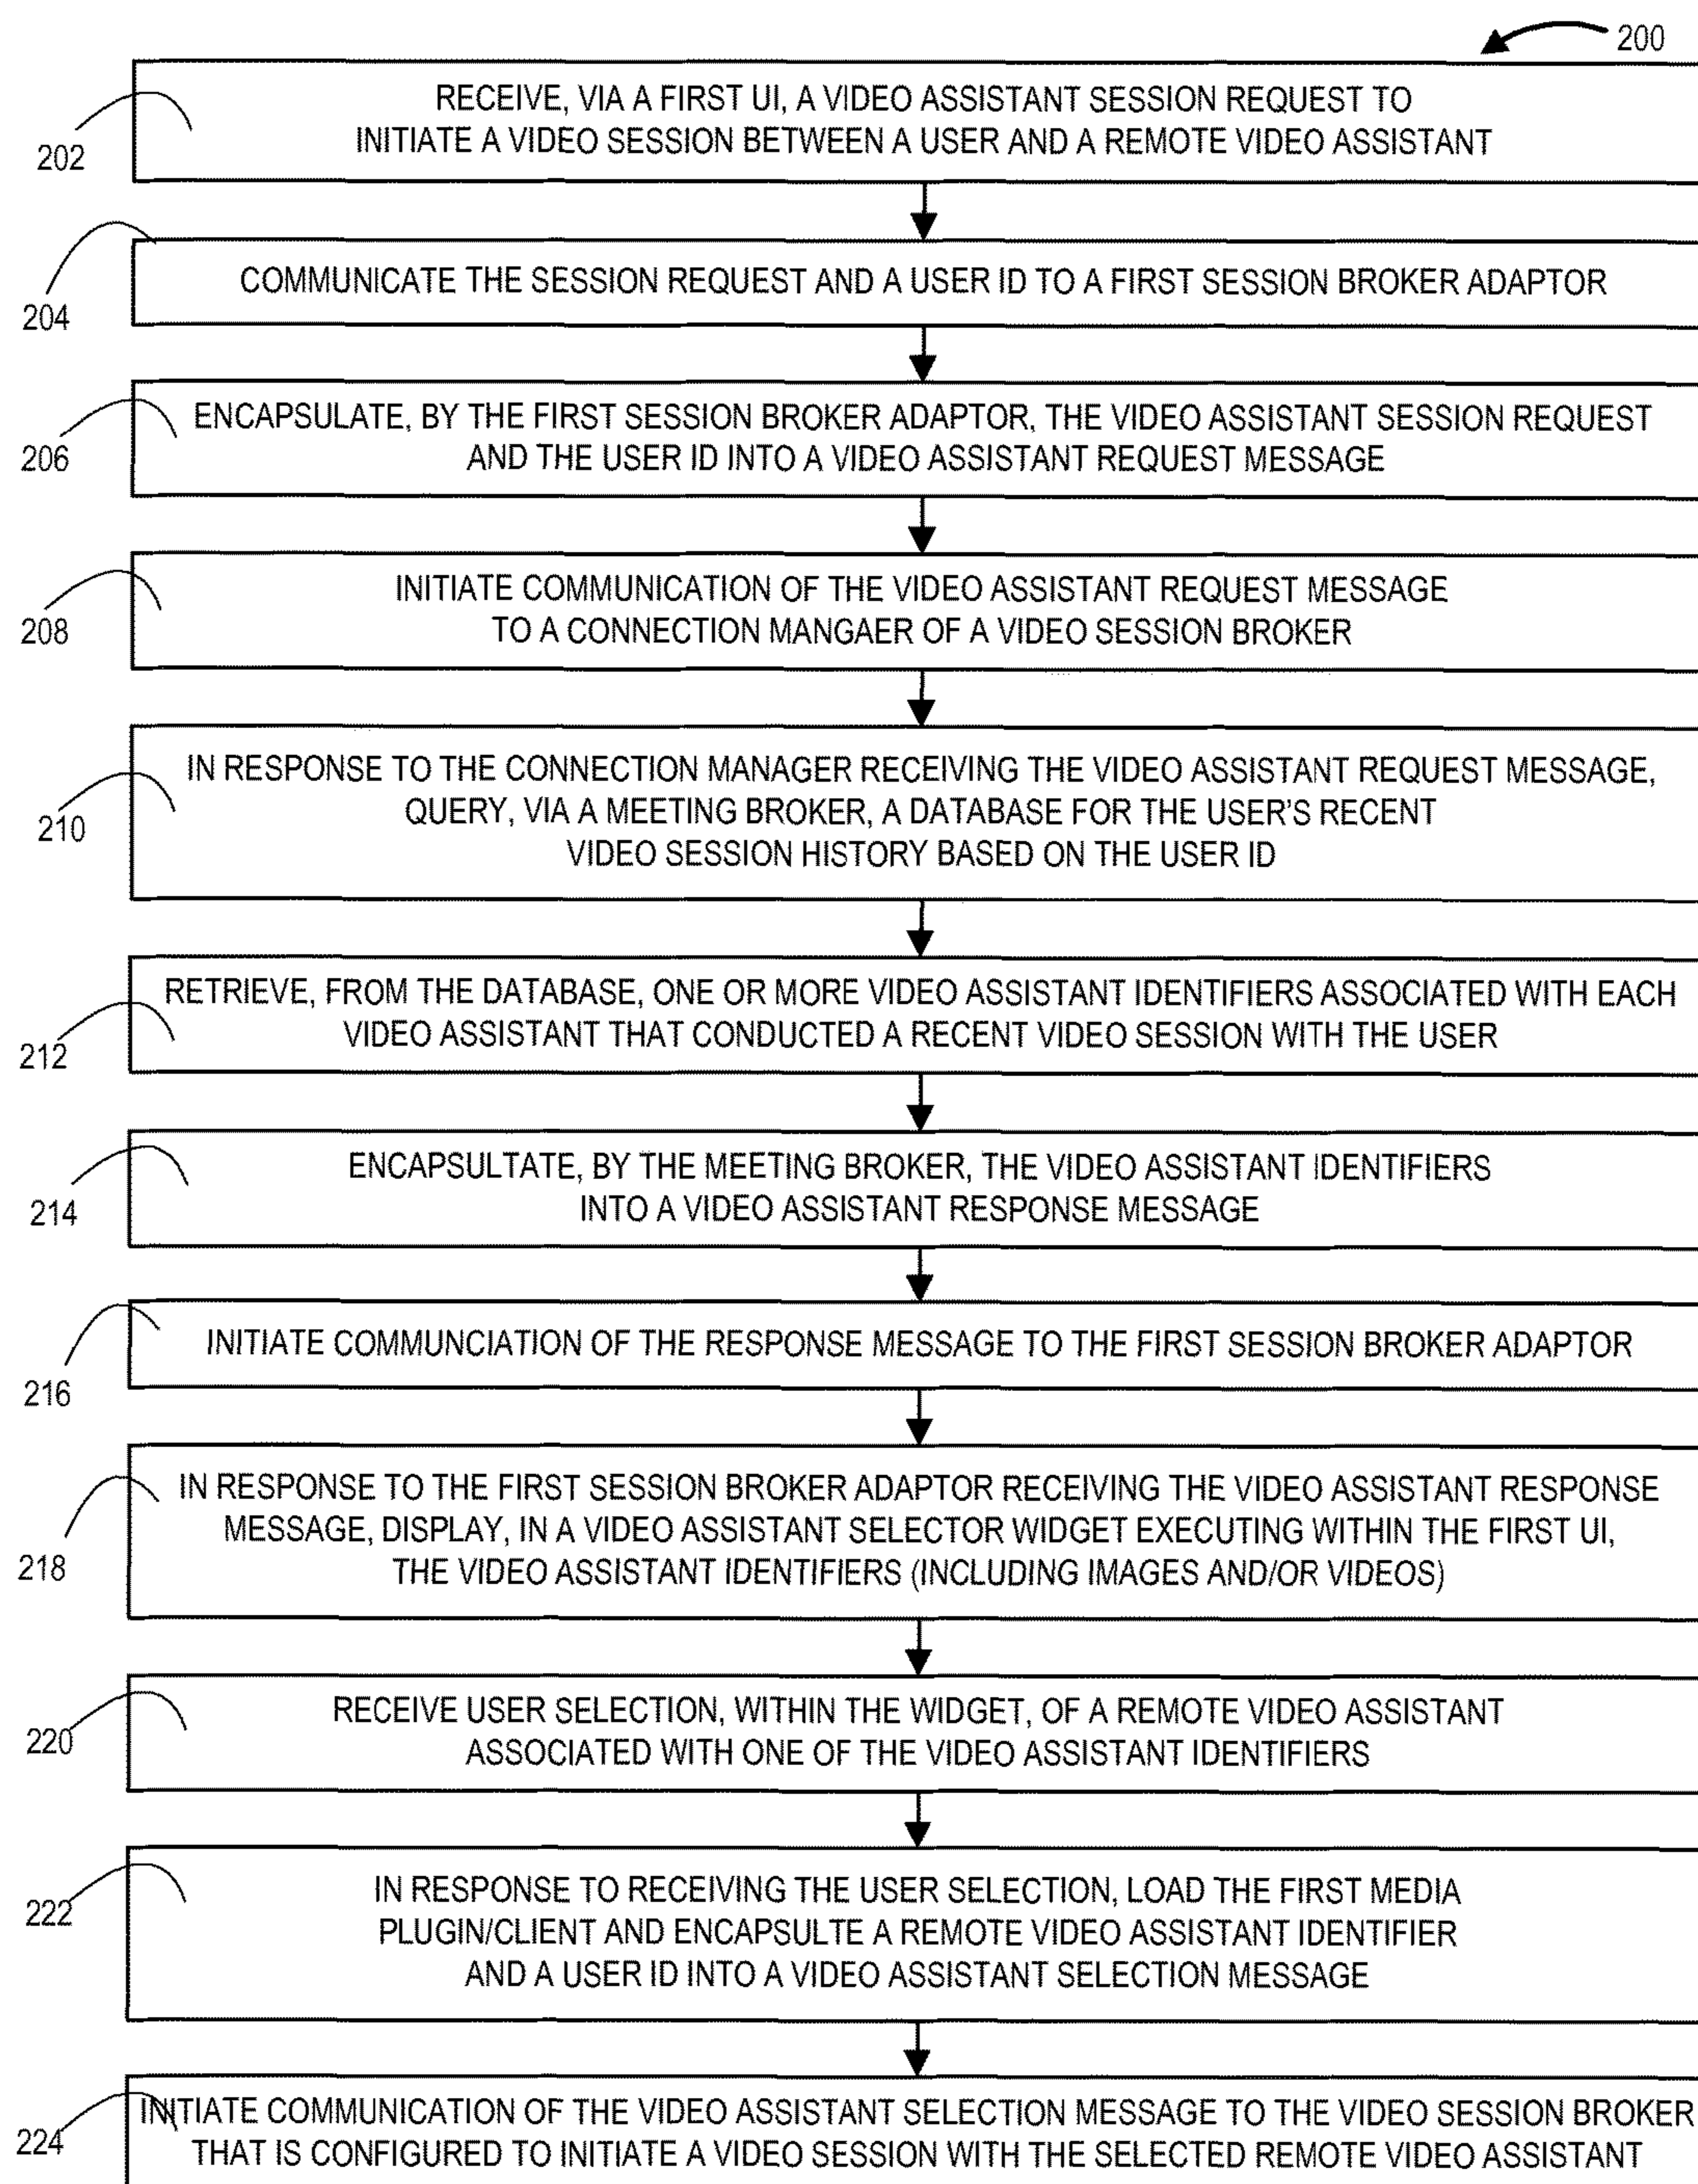 200
RECEIVE, VIA A FIRST UI, A VIDEO ASSISTANT SESSION REQUEST TO
INITIATE A VIDEO SESSION BETWEEN A USER AND A REMOTE VIDEO ASSISTANT
202
COMMUNICATE THE SESSION REQUEST AND A USER ID TO A FIRST SESSION BROKER ADAPTOR
204
ENCAPSULATE, BY THE FIRST SESSION BROKER ADAPTOR, THE VIDEO ASSISTANT SESSION REQUEST
AND THE USER ID INTO A VIDEO ASSISTANT REQUEST MESSAGE
206
INITIATE COMMUNICATION OF THE VIDEO ASSISTANT REQUEST MESSAGE
TO A CONNECTION MANGAER OF A VIDEO SESSION BROKER
208
IN RESPONSE TO THE CONNECTION MANAGER RECEIVING THE VIDEO ASSISTANT REQUEST MESSAGE,
QUERY, VIA A MEETING BROKER, A DATABASE FOR THE USER'S RECENT
VIDEO SESSION HISTORY BASED ON THE USER ID
210
RETRIEVE, FROM THE DATABASE, ONE OR MORE VIDEO ASSISTANT IDENTIFIERS ASSOCIATED WITH EACH
VIDEO ASSISTANT THAT CONDUCTED A RECENT VIDEO SESSION WITH THE USER
212
ENCAPSULTATE, BY THE MEETING BROKER, THE VIDEO ASSISTANT IDENTIFIERS
INTO A VIDEO ASSISTANT RESPONSE MESSAGE
214
INITIATE COMMUNCIATION OF THE RESPONSE MESSAGE TO THE FIRST SESSION BROKER ADAPTOR
216
IN RESPONSE TO THE FIRST SESSION BROKER ADAPTOR RECEIVING THE VIDEO ASSISTANT RESPONSE
MESSAGE, DISPLAY, IN A VIDEO ASSISTANT SELECTOR WIDGET EXECUTING WITHIN THE FIRST UI,
THE VIDEO ASSISTANT IDENTIFIERS (INCLUDING IMAGES AND/OR VIDEOS)
218
RECEIVE USER SELECTION, WITHIN THE WIDGET, OF A REMOTE VIDEO ASSISTANT
ASSOCIATED WITH ONE OF THE VIDEO ASSISTANT IDENTIFIERS
220
IN RESPONSE TO RECEIVING THE USER SELECTION, LOAD THE FIRST MEDIA
PLUGIN/CLIENT AND ENCAPSULTE A REMOTE VIDEO ASSISTANT IDENTIFIER
AND A USER ID INTO A VIDEO ASSISTANT SELECTION MESSAGE
222
INITIATE COMMUNICATION OF THE VIDEO ASSISTANT SELECTION MESSAGE TO THE VIDEO SESSION BROKER
THAT IS CONFIGURED TO INITIATE A VIDEO SESSION WITH THE SELECTED REMOTE VIDEO ASSISTANT
224